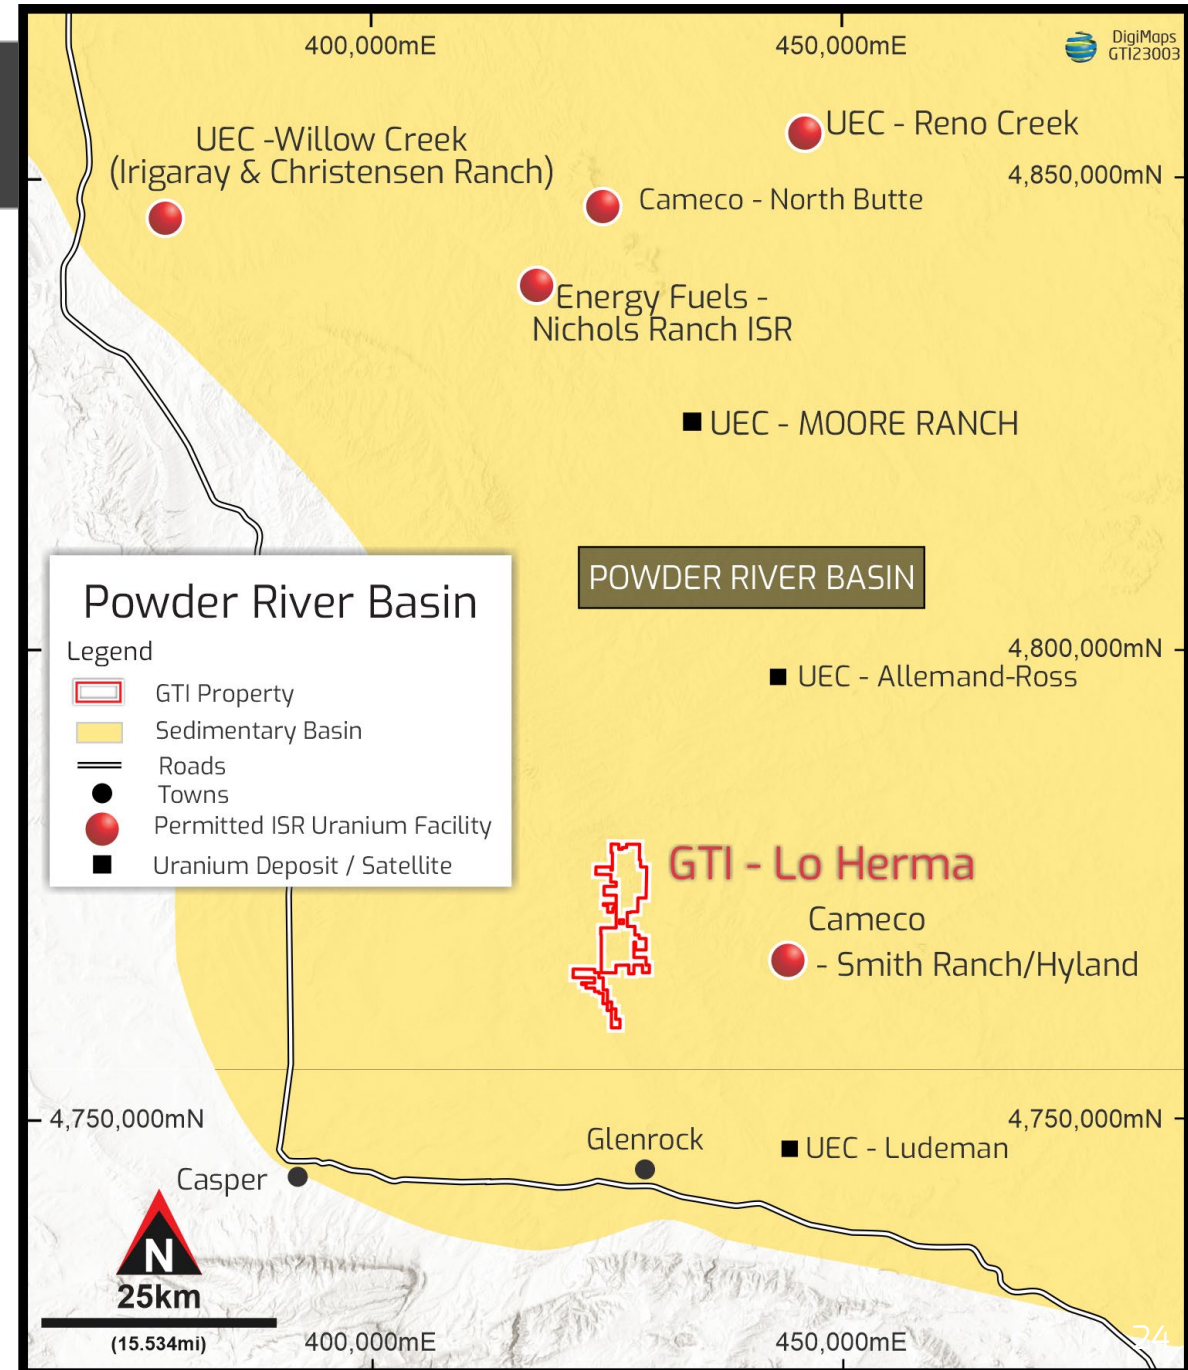 400,000mE
450,000mE
DigiMaps
GTI23003
UEC - Reno Creek
UEC -Willow Creek
(Irigaray & Christensen Ranch)
4,850,000mN
Cameco - North Butte
Energy Fuels -
Nichols Ranch ISR
UEC - MOORE RANCH
POWDER RIVER BASIN
Powder River Basin
Legend
GTI Property
Sedimentary Basin
Roads
Towns
Permitted ISR Uranium Facility
Uranium Deposit / Satellite
4,800,000mN
UEC - Allemand-Ross
GTI - Lo Herma
Cameco
- Smith Ranch/Hyland
4,750,000mN
4,750,000mN
Glenrock
UEC - Ludeman
Casper
N
25km
(15.534mi)
400,000mE
450,000mE
24